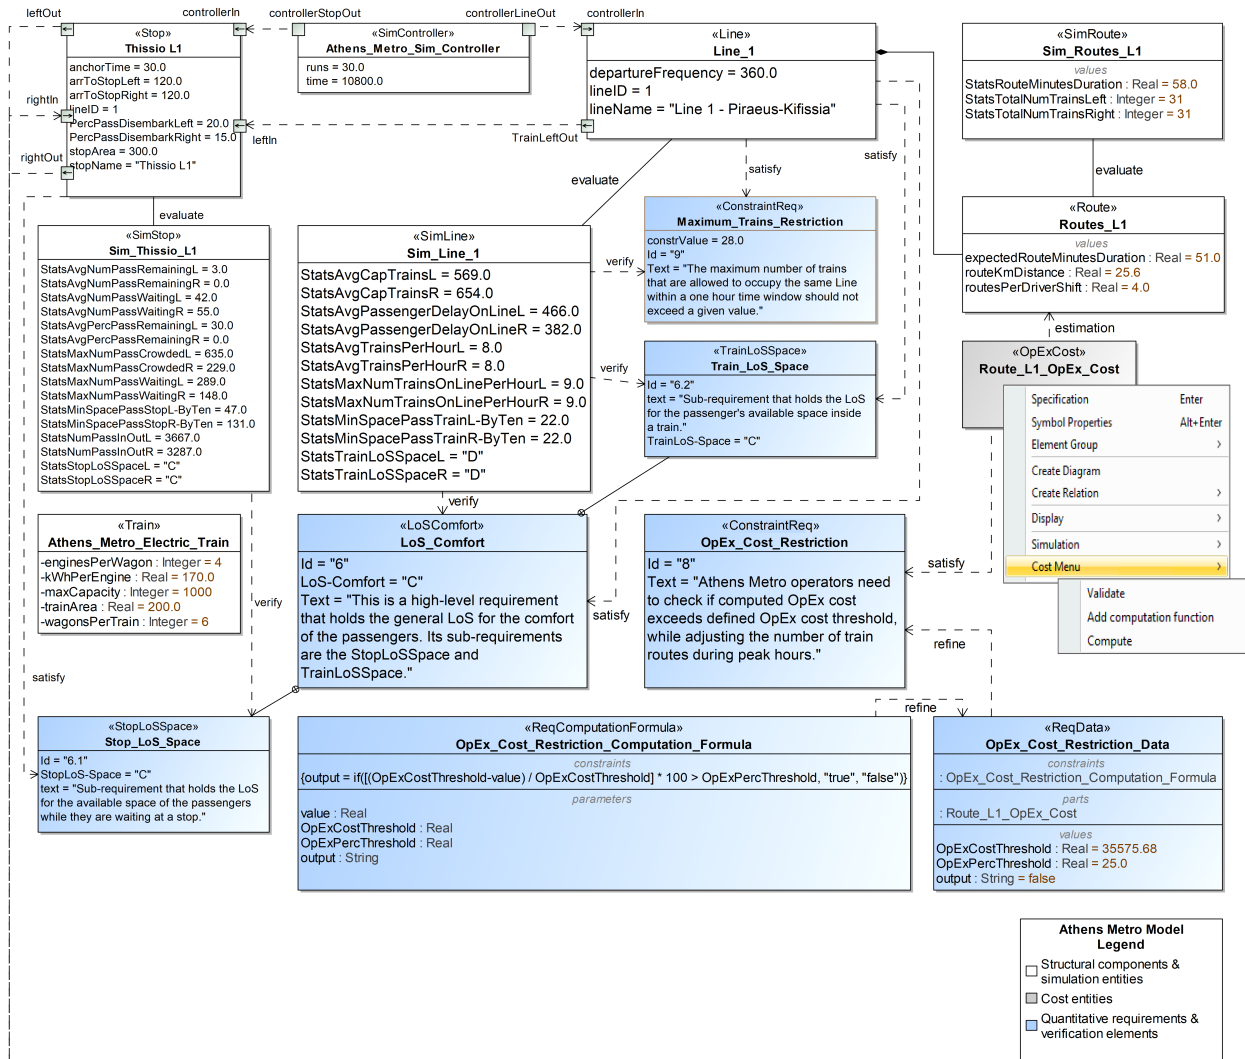 leftOut
controllerIn
controllerStopOut
controllerLineOut
controllerIn
«Stop»
Thissio L1
anchorTime = 30.0
arrToStopLeft = 120.0
arrToStopRight = 120.0
lineID = 1
PercPassDisembarkLeft = 20.0
PercPassDisembarkRight = 15.0
stopArea = 300.0
stopName = "Thissio L1"
rightIn
rightOut
leftIn
TrainLeftOut
«SimController»
Athens_Metro_Sim_Controller
runs = 30.0
time = 10800.0
«Line»
Line_1
departureFrequency = 360.0
lineID = 1
lineName = "Line 1 - Piraeus-Kifissia"
«SimRoute»
Sim_Routes_L1
values
StatsRouteMinutesDuration : Real = 58.0
StatsTotalNumTrainsLeft : Integer = 31
StatsTotalNumTrainsRight : Integer = 31
evaluate
evaluate
evaluate
satisfy
satisfy
«SimStop»
Sim_Thissio_L1
StatsAvgNumPassRemainingL = 3.0
StatsAvgNumPassRemainingR = 0.0
StatsAvgNumPassWaitingL = 42.0
StatsAvgNumPassWaitingR = 55.0
StatsAvgPercPassRemainingL = 30.0
StatsAvgPercPassRemainingR = 0.0
StatsMaxNumPassCrowdedL = 635.0
StatsMaxNumPassCrowdedR = 229.0
StatsMaxNumPassWaitingL = 289.0
StatsMaxNumPassWaitingR = 148.0
StatsMinSpacePassStopL-ByTen = 47.0
StatsMinSpacePassStopR-ByTen = 131.0
StatsNumPassInOutL = 3667.0
StatsNumPassInOutR = 3287.0
StatsStopLoSSpaceL = "C"
StatsStopLoSSpaceR = "C"
«SimLine»
Sim_Line_1
StatsAvgCapTrainsL = 569.0
StatsAvgCapTrainsR = 654.0
StatsAvgPassengerDelayOnLineL = 466.0
StatsAvgPassengerDelayOnLineR = 382.0
StatsAvgTrainsPerHourL = 8.0
StatsAvgTrainsPerHourR = 8.0
StatsMaxNumTrainsOnLinePerHourL = 9.0
StatsMaxNumTrainsOnLinePerHourR = 9.0
StatsMinSpacePassTrainL-ByTen = 22.0
StatsMinSpacePassTrainR-ByTen = 22.0
StatsTrainLoSSpaceL = "D"
StatsTrainLoSSpaceR = "D"
verify
verify
verify
«ConstraintReq»
Maximum_Trains_Restriction
constrValue = 28.0
Id = "9"
Text = "The maximum number of trains
that are allowed to occupy the same Line
within a one hour time window should not
exceed a given value."
«TrainLoSSpace»
Train_LoS_Space
Id = "6.2"
text = "Sub-requirement that holds the LoS
for the passenger's available space inside
a train."
TrainLoS-Space = "C"
«Route»
Routes_L1
values
expectedRouteMinutesDuration : Real = 51.0
routeKmDistance : Real = 25.6
routesPerDriverShift : Real = 4.0
estimation
«OpExCost»
Route_L1_OpEx_Cost
Specification Enter
Symbol Properties Alt+Enter
Element Group
Create Diagram
Create Relation
Display
Simulation
Cost Menu
Validate
Add computation function
Compute
«Train»
Athens_Metro_Electric_Train
-enginesPerWagon : Integer = 4
-kWhPerEngine : Real = 170.0
-maxCapacity : Integer = 1000
-trainArea : Real = 200.0
-wagonsPerTrain : Integer = 6
verify
satisfy
«LoSComfort»
LoS_Comfort
Id = "6"
LoS-Comfort = "C"
Text = "This is a high-level requirement
that holds the general LoS for the comfort
of the passengers. Its sub-requirements
are the StopLoSSpace and
TrainLoSSpace."
satisfy
«ConstraintReq»
OpEx_Cost_Restriction
Id = "8"
Text = "Athens Metro operators need
to check if computed OpEx cost
exceeds defined OpEx cost threshold,
while adjusting the number of train
routes during peak hours."
satisfy
refine
refine
«StopLoSSpace»
Stop_LoS_Space
Id = "6.1"
StopLoS-Space = "C"
text = "Sub-requirement that holds the LoS
for the available space of the passengers
while they are waiting at a stop."
«ReqComputationFormula»
OpEx_Cost_Restriction_Computation_Formula
constraints
{output = if([(OpExCostThreshold-value) / OpExCostThreshold] * 100 > OpExPercThreshold, "true", "false")}
parameters
value : Real
OpExCostThreshold : Real
OpExPercThreshold : Real
output : String
«ReqData»
OpEx_Cost_Restriction_Data
constraints
: OpEx_Cost_Restriction_Computation_Formula
parts
: Route_L1_OpEx_Cost
values
OpExCostThreshold : Real = 35575.68
OpExPercThreshold : Real = 25.0
output : String = false
Athens Metro Model
Legend
Structural components &
simulation entities
Cost entities
Quantitative requirements &
verification elements